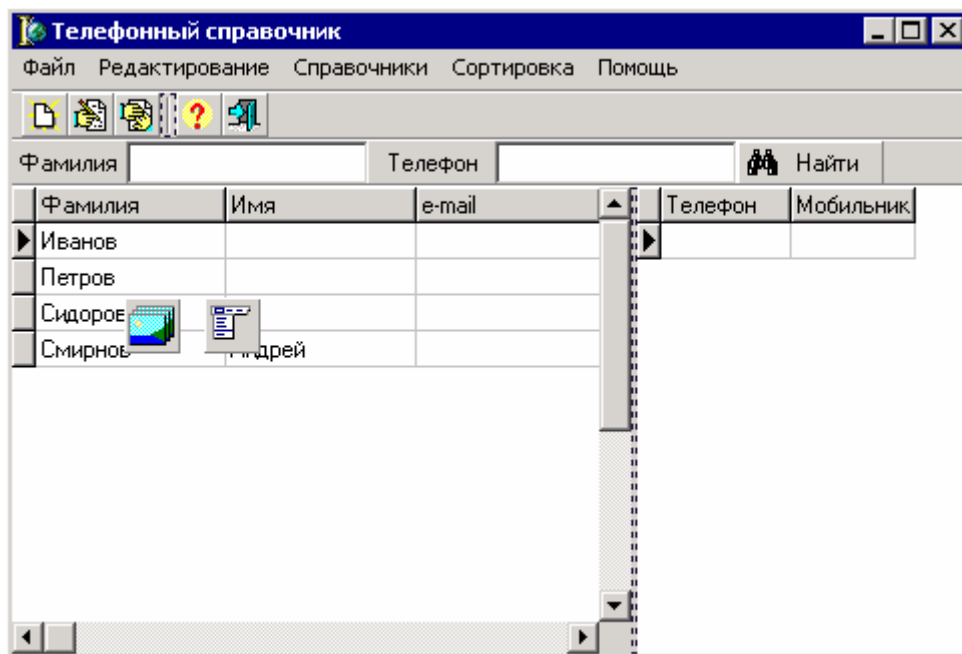 Телефонный справочник
Файл Редактирование Справочники Сортировка Помощь
Фамилия Телефон Найти
Фамилия Имя e-mail Телефон Мобильник
Иванов
Петров
Сидоров
Смирнов Андрей